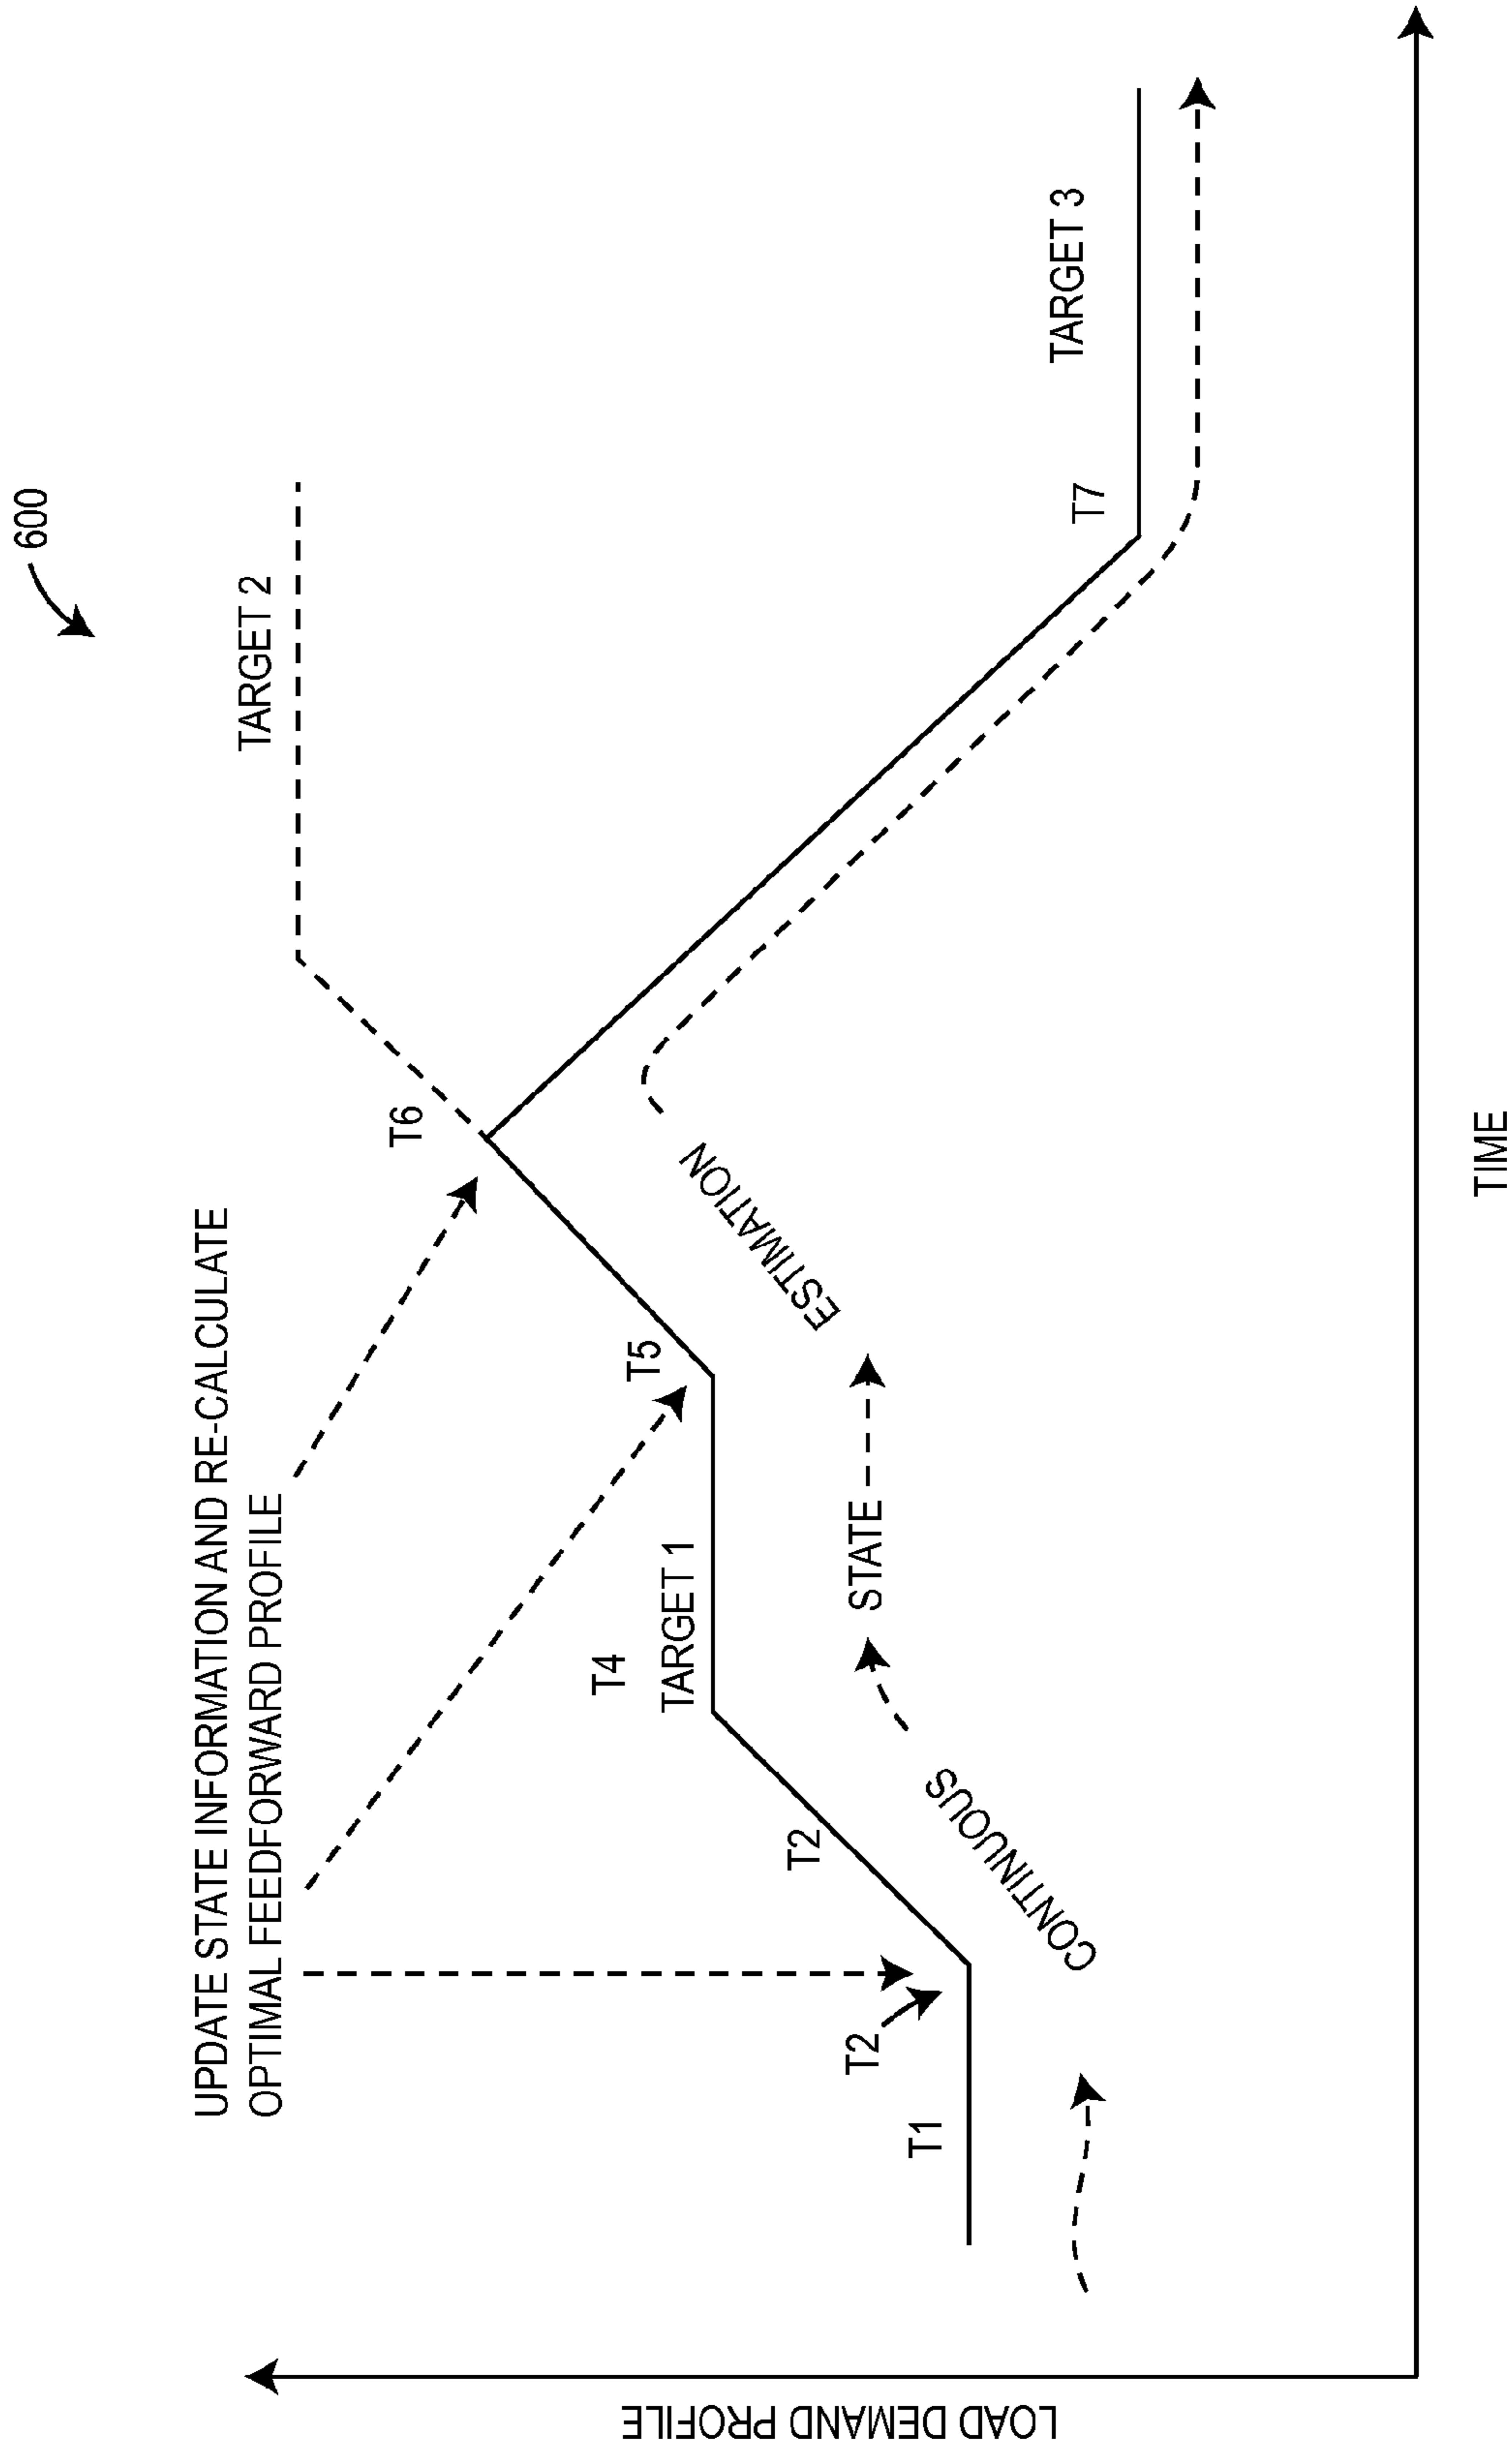 600
UPDATE STATE INFORMATION AND RE-CALCULATE
OPTIMAL FEEDFORWARD PROFILE
TARGET 2
T6
T5
T4
TARGET 1
T2
T2
T1
CONTINUOUS
STATE
ESTIMATION
T7
TARGET 3
LOAD DEMAND PROFILE
TIME